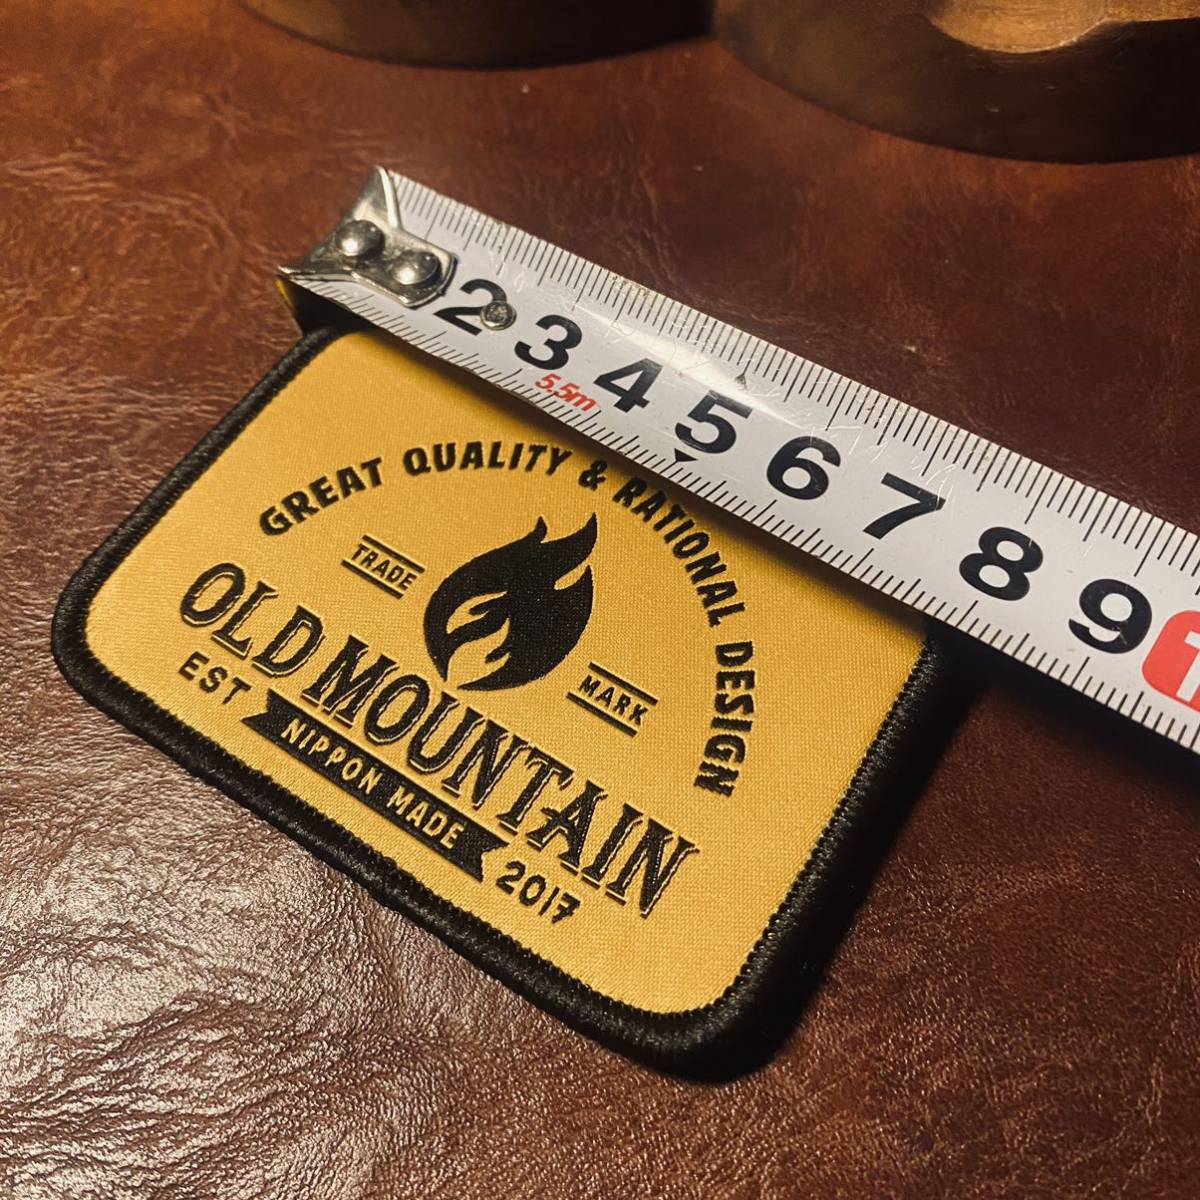 2 3 4 5 6 7 8 9 1
5.5m
GREAT QUALITY & RATIONAL DESIGN
TRADE
MARK
OLD MOUNTAIN
EST
NIPPON MADE
2017